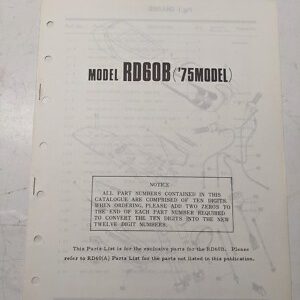 MODEL RD60B ('75MODEL)
NOTICE
ALL PART NUMBERS CONTAINED IN THIS
CATALOGUE ARE COMPRISED OF TEN DIGITS.
WHEN ORDERING, PLEASE ADD TWO ZEROS TO
THE END OF EACH PART NUMBER REQUIRED
TO CONVERT THE TEN DIGITS INTO THE NEW
TWELVE DIGIT NUMBERS.
This Parts List is for the exclusive parts for the RD60B. Please
refer to RD60(A) Parts List for the parts not listed in this publication.